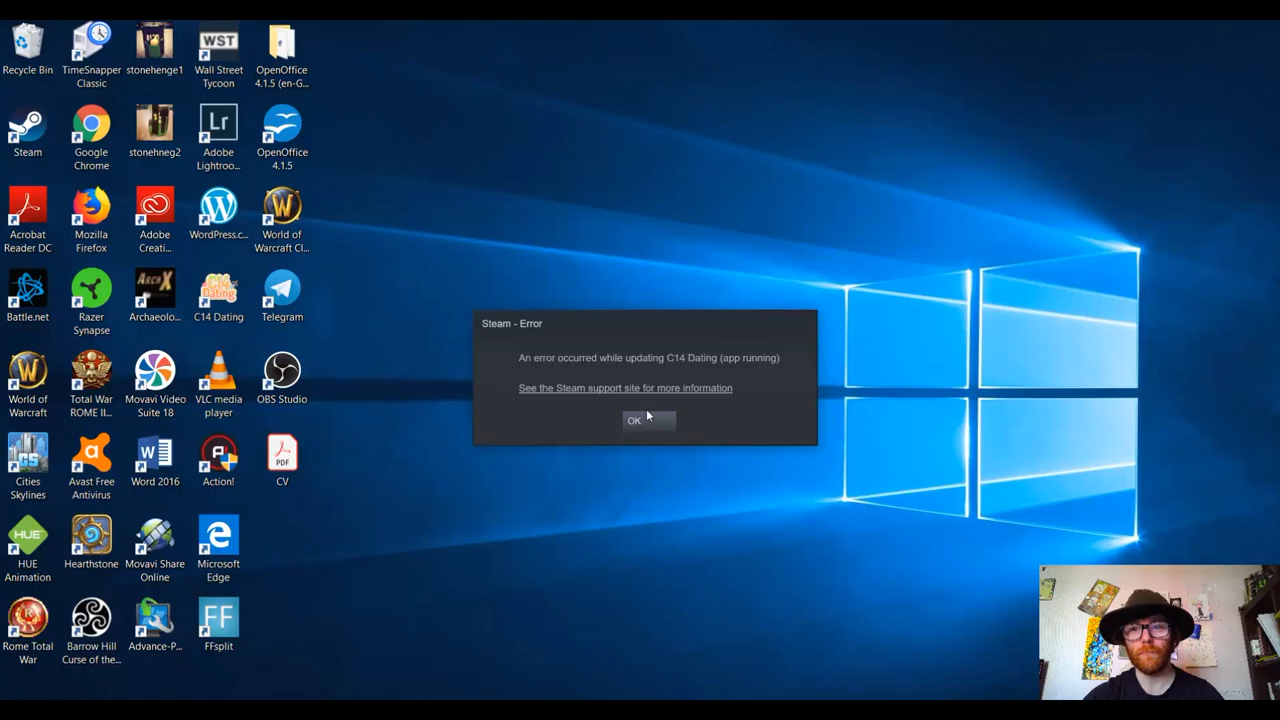 Recycle Bin
TimeSnapper
Classic
stonehenge1
WST
Wall Street
Tycoon
OpenOffice
4.1.5 (en-G...
Steam
Google
Chrome
stonehneg2
Lr
Adobe
Lightroo...
OpenOffice
4.1.5
Acrobat
Reader DC
Mozilla
Firefox
Adobe
Creati...
WordPress.c...
World of
Warcraft Cl...
Battle.net
Razer
Synapse
ARCHX
Archaeolo...
C14
Dating
C14 Dating
Telegram
Steam - Error
An error occurred while updating C14 Dating (app running)
See the Steam support site for more information
OK
World of
Warcraft
Total War
ROME II...
Movavi Video
Suite 18
VLC media
player
OBS Studio
CS
Cities
Skylines
Avast Free
Antivirus
W
Word 2016
Action!
PDF
CV
HUE
HUE
Animation
Hearthstone
Movavi Share
Online
Microsoft
Edge
Rome Total
War
Barrow Hill
Curse of the...
Advance-P...
FF
FFsplit